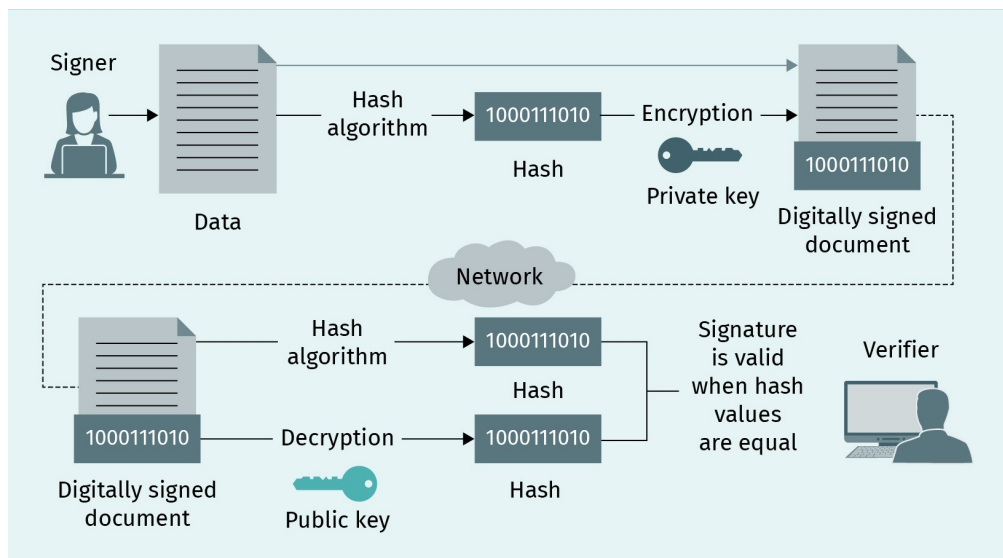 Signer
Data
Hash
algorithm
1000111010
Hash
Encryption
Private key
1000111010
Digitally signed
document
Network
1000111010
Digitally signed
document
Hash
algorithm
1000111010
Hash
Decryption
Public key
1000111010
Hash
Signature
is valid
when hash
values
are equal
Verifier